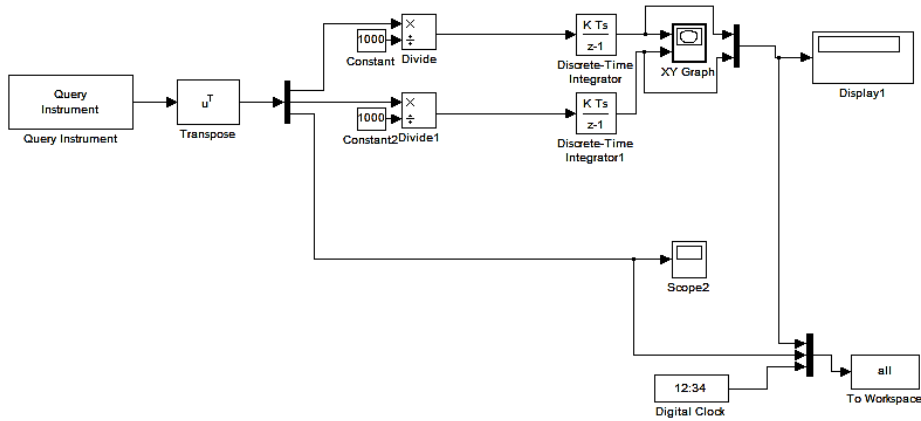 1000
Constant
×
÷
Divide
K Ts
z-1
Discrete-Time
Integrator
XY Graph
Display1
Query
Instrument
Query Instrument
uT
Transpose
1000
Constant2
×
÷
Divide1
K Ts
z-1
Discrete-Time
Integrator1
Scope2
12:34
Digital Clock
all
To Workspace